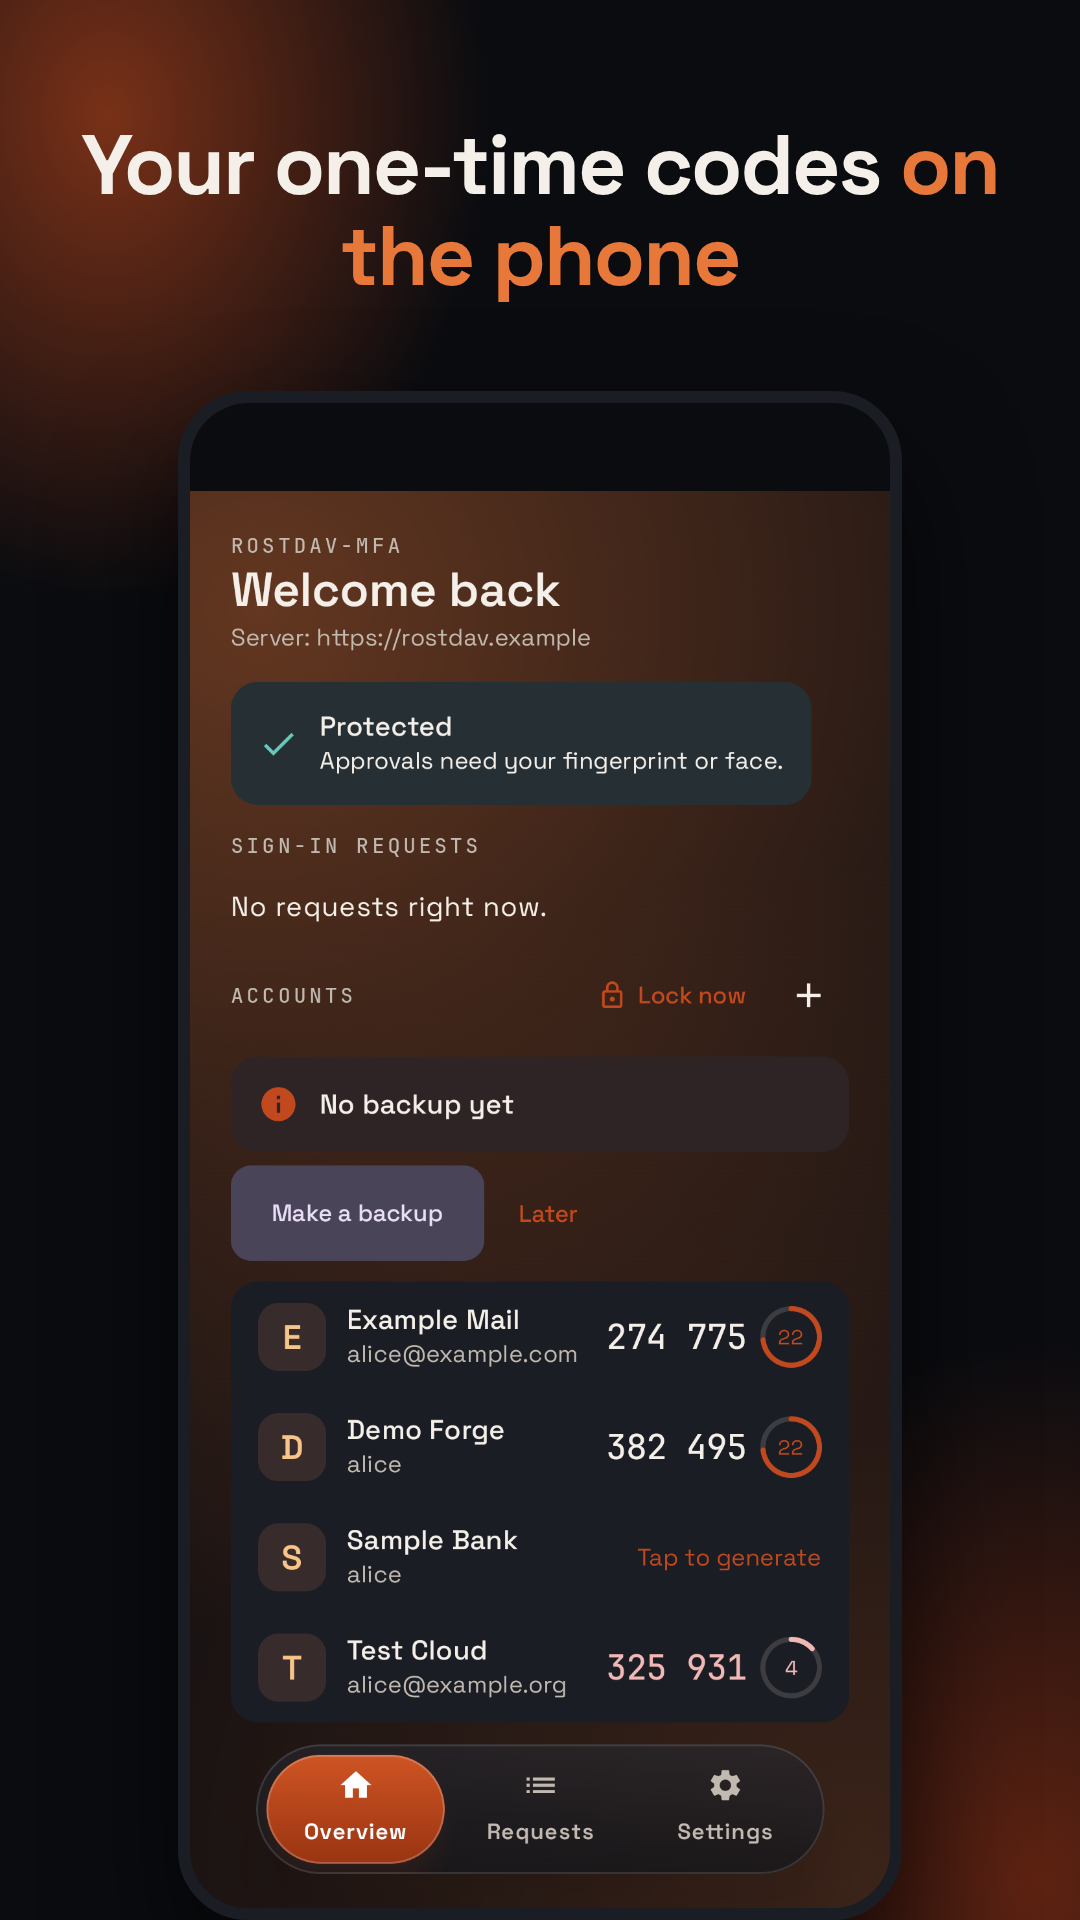 Your one-time codes on
the phone
ROSTDAV-MFA
Welcome back
Server: https://rostdav.example
Protected
Approvals need your fingerprint or face.
SIGN-IN REQUESTS
No requests right now.
ACCOUNTS
Lock now
No backup yet
Make a backup
Later
E
Example Mail
alice@example.com
274 775
22
D
Demo Forge
alice
382 495
22
S
Sample Bank
alice
Tap to generate
T
Test Cloud
alice@example.org
325 931
4
Overview
Requests
Settings